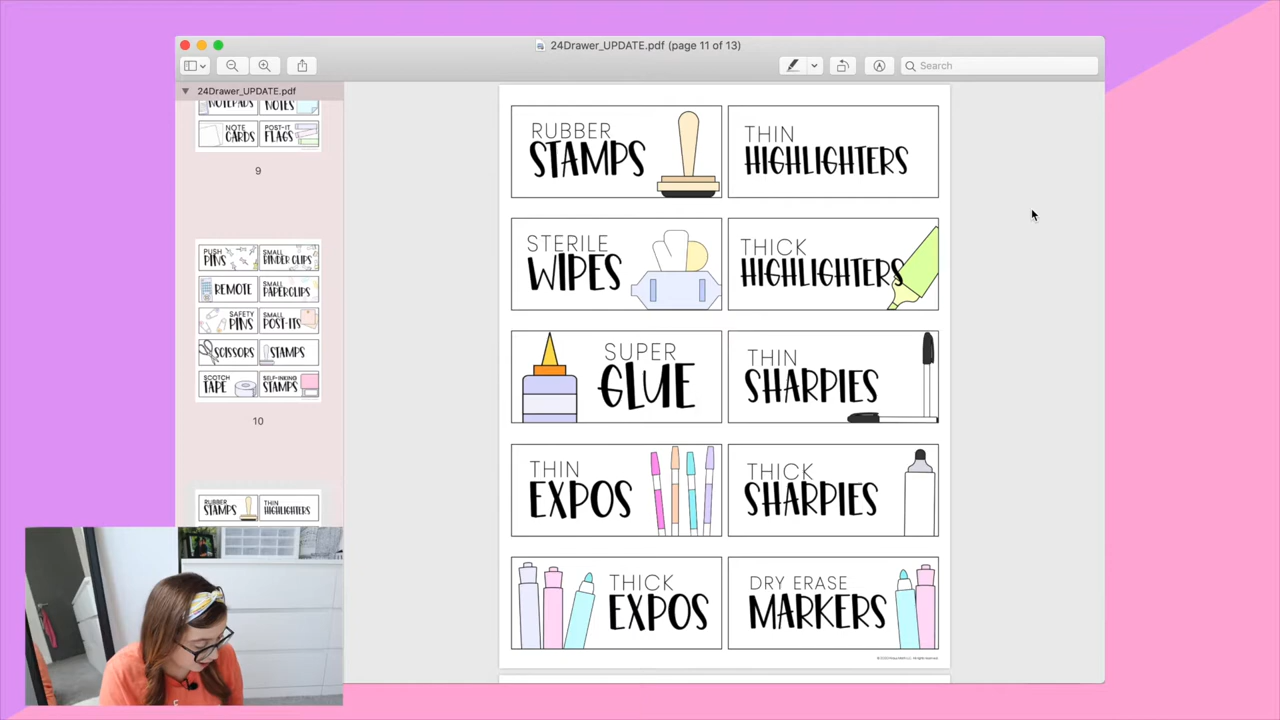 24Drawer_UPDATE.pdf (page 11 of 13)
Search
24Drawer_UPDATE.pdf
NOTEPADS
NOTES
NOTE
CARDS
POST-IT
FLAGS
9
PUSH
PINS
SMALL
BINDER CLIPS
REMOTE
SMALL
PAPERCLIPS
SAFETY
PINS
SMALL
POST-ITS
SCISSORS
STAMPS
SCOTCH
TAPE
SELF-INKING
STAMPS
10
RUBBER
STAMPS
THIN
HIGHLIGHTERS
RUBBER
STAMPS
THIN
HIGHLIGHTERS
STERILE
WIPES
THICK
HIGHLIGHTERS
SUPER
GLUE
THIN
SHARPIES
THIN
EXPOS
THICK
SHARPIES
THICK
EXPOS
DRY ERASE
MARKERS